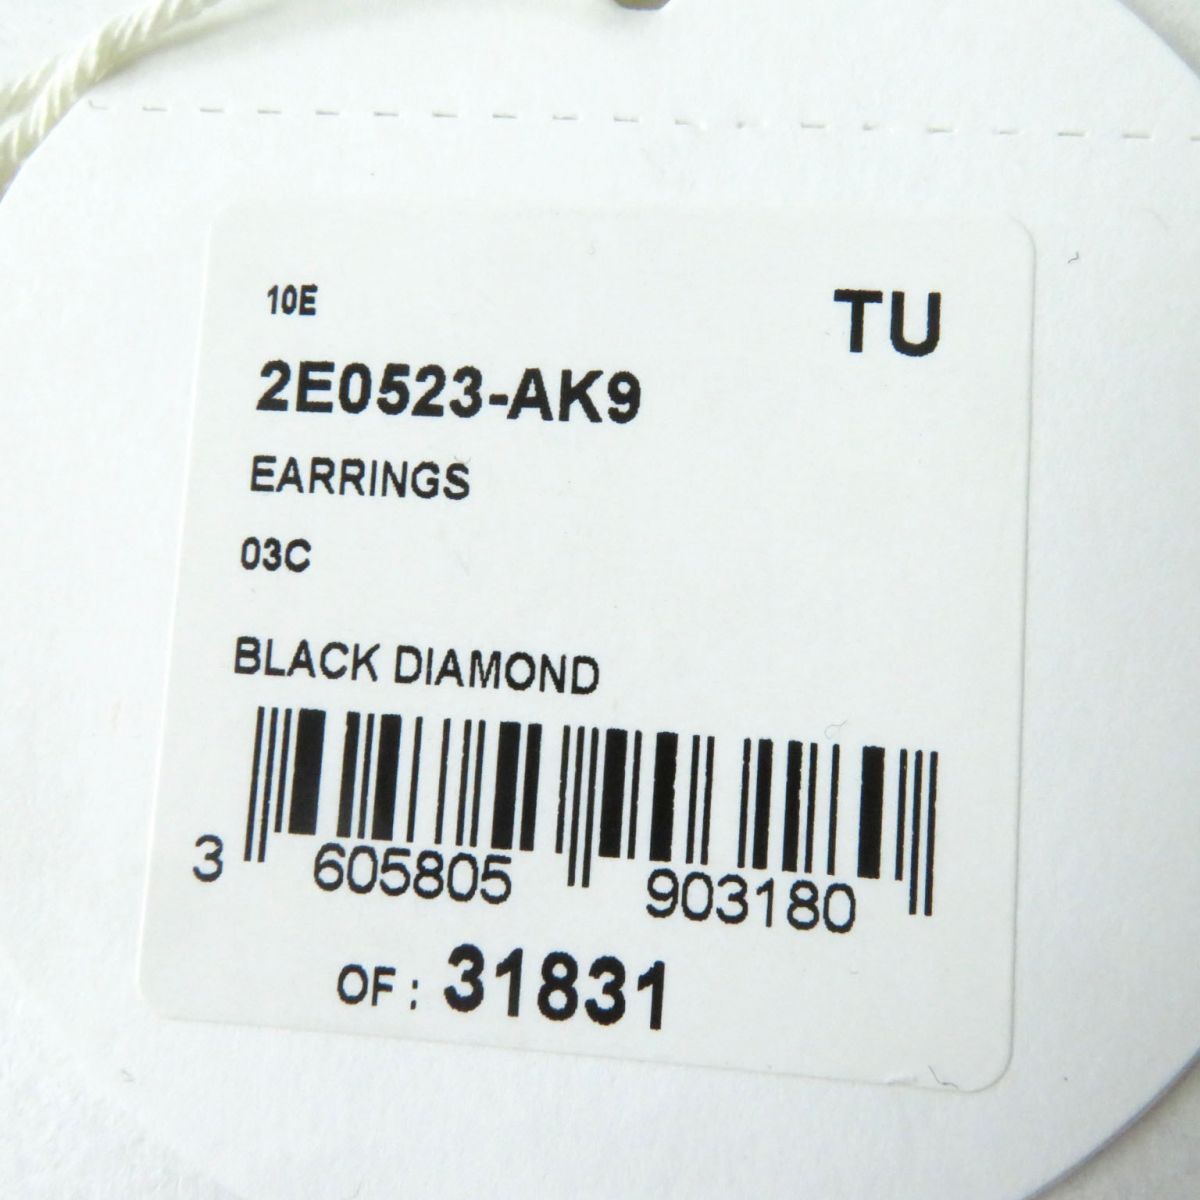 10E
TU
2E0523-AK9
EARRINGS
03C
BLACK DIAMOND
3 605805 903180
OF : 31831